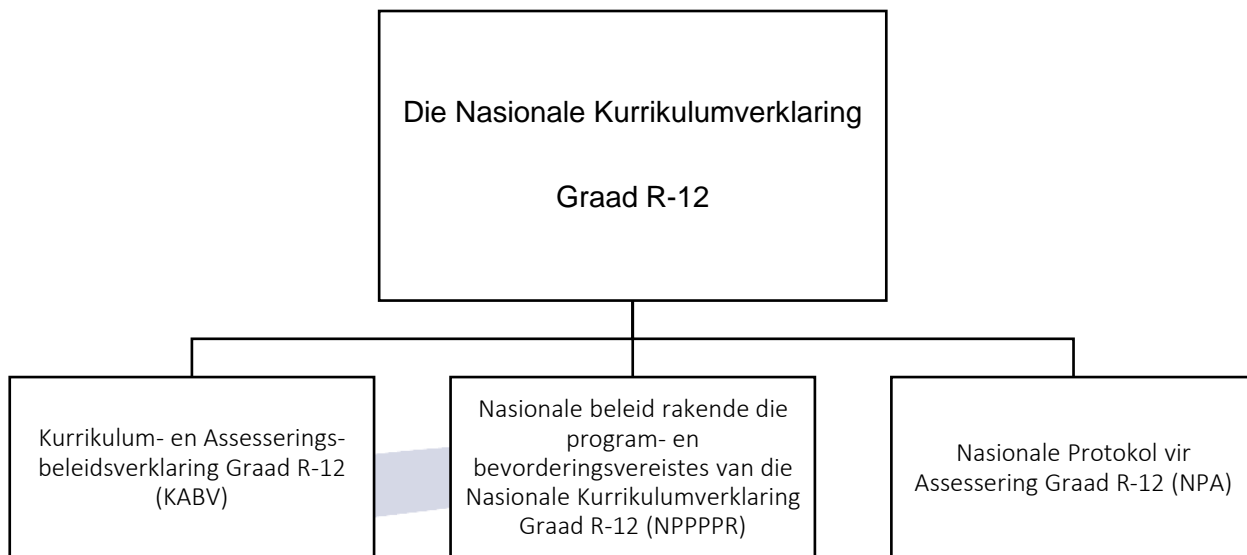 Die Nasionale Kurrikulumverklaring
Graad R-12
Kurrikulum- en Assesserings-
beleidsverklaring Graad R-12
(KABV)
Nasionale beleid rakende die
program- en
bevorderingsvereistes van die
Nasionale Kurrikulumverklaring
Graad R-12 (NPPPPR)
Nasionale Protokol vir
Assessering Graad R-12 (NPA)